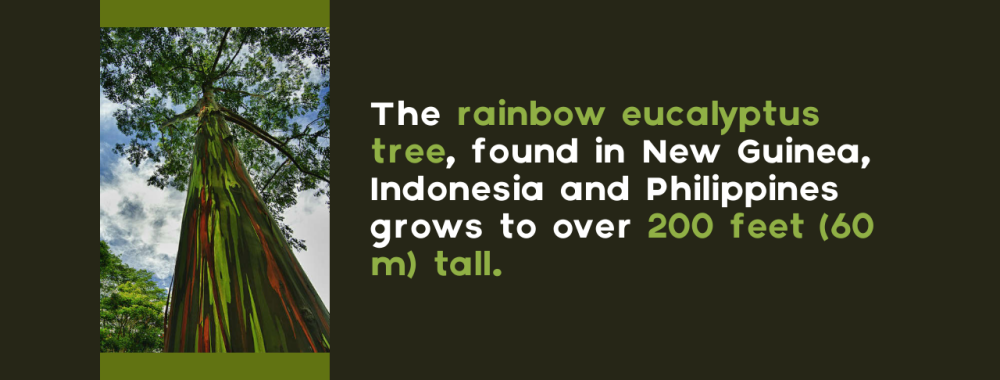 The rainbow eucalyptus
tree, found in New Guinea,
Indonesia and Philippines
grows to over 200 feet (60
m) tall.